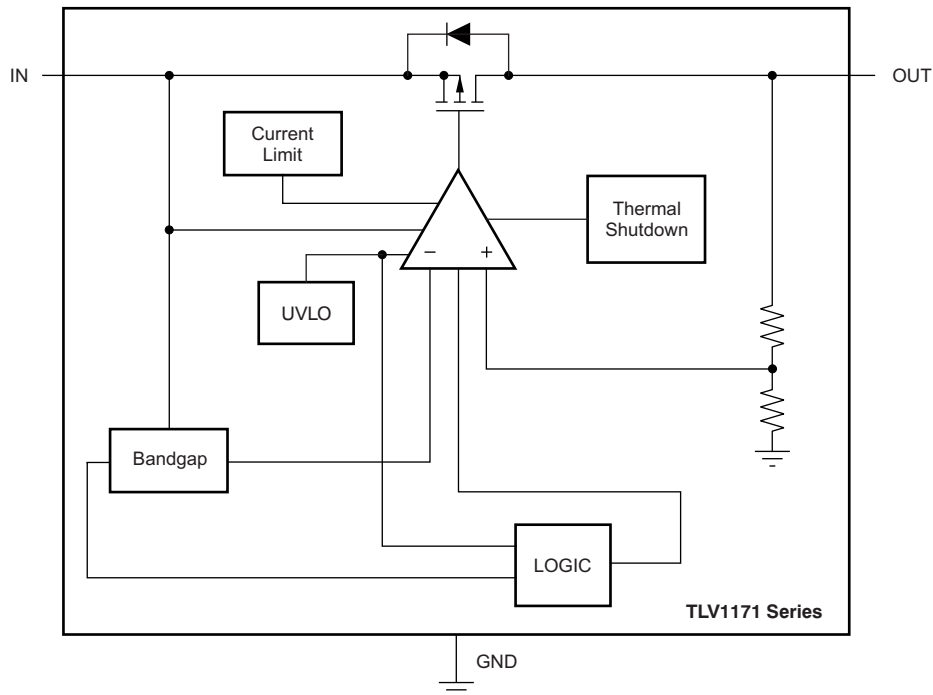 IN
OUT
Current
Limit
Thermal
Shutdown
− +
UVLO
Bandgap
LOGIC
TLV1171 Series
GND